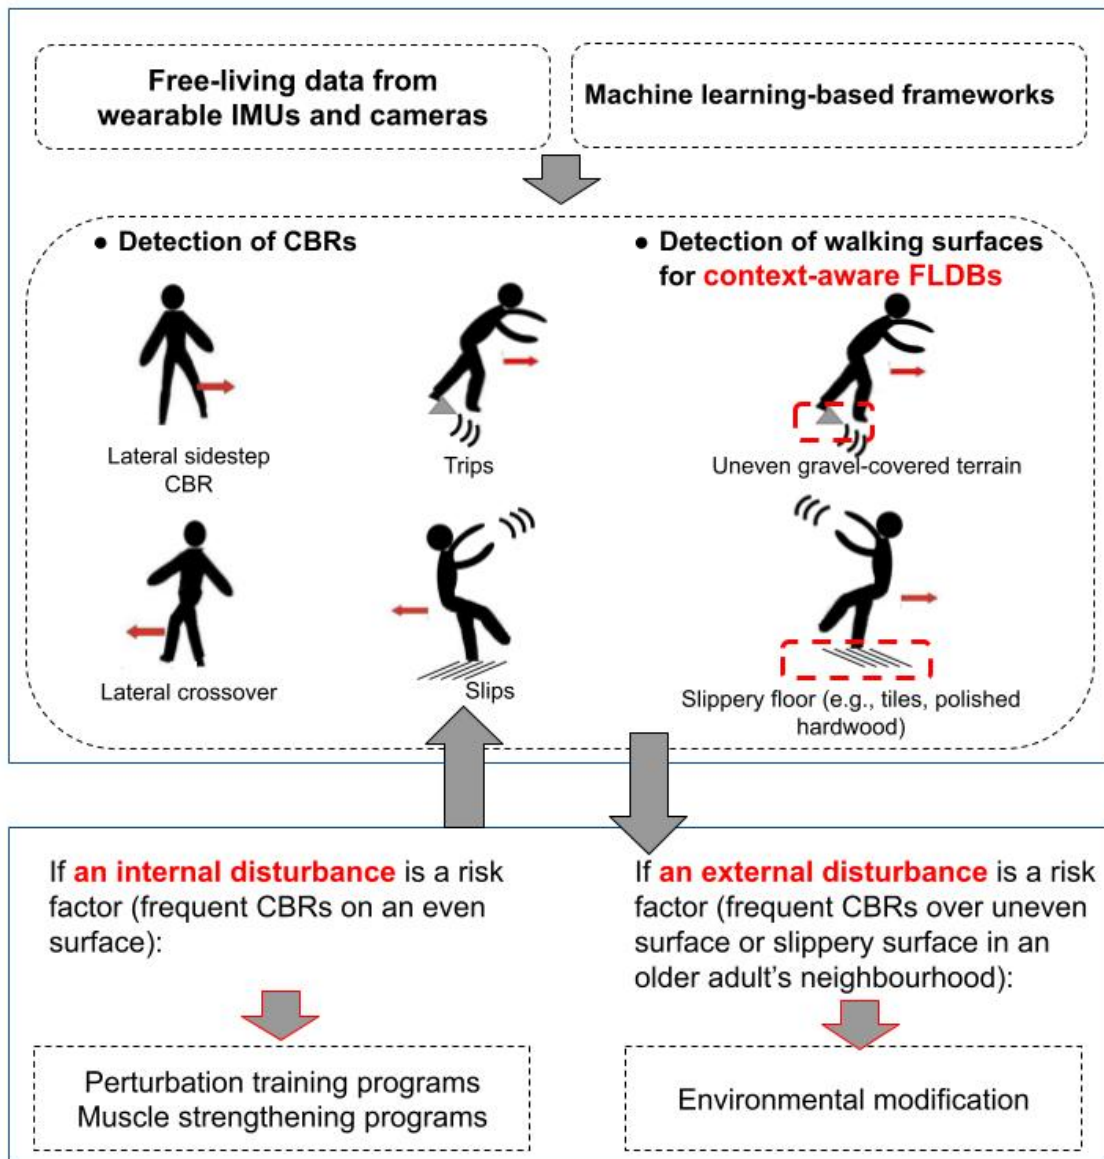 Free-living data from
wearable IMUs and cameras
Machine learning-based frameworks
● Detection of CBRs
● Detection of walking surfaces
for context-aware FLDBs
Lateral sidestep
CBR
Trips
Uneven gravel-covered terrain
Lateral crossover
Slips
Slippery floor (e.g., tiles, polished
hardwood)
If an internal disturbance is a risk
factor (frequent CBRs on an even
surface):
If an external disturbance is a risk
factor (frequent CBRs over uneven
surface or slippery surface in an
older adult's neighbourhood):
Perturbation training programs
Muscle strengthening programs
Environmental modification